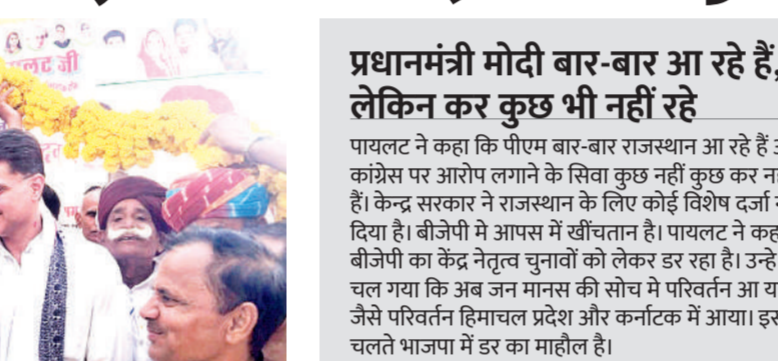 पलट जी
प्रधानमंत्री मोदी बार-बार आ रहे हैं,
लेकिन कर कुछ भी नहीं रहे
पायलट ने कहा कि पीएम बार-बार राजस्थान आ रहे हैं
कांग्रेस पर आरोप लगाने के सिवा कुछ नहीं कुछ कर
हैं। केन्द्र सरकार ने राजस्थान के लिए कोई विशेष दर्जा
दिया है। बीजेपी मे आपस में खींचतान है। पायलट ने
बीजेपी का केंद्र नेतृत्व चुनावों को लेकर डर रहा है। उन्हे
चल गया कि अब जन मानस की सोच मे परिवर्तन आ
जैसे परिवर्तन हिमाचल प्रदेश और कर्नाटक में आया।
चलते भाजपा में डर का माहौल है।